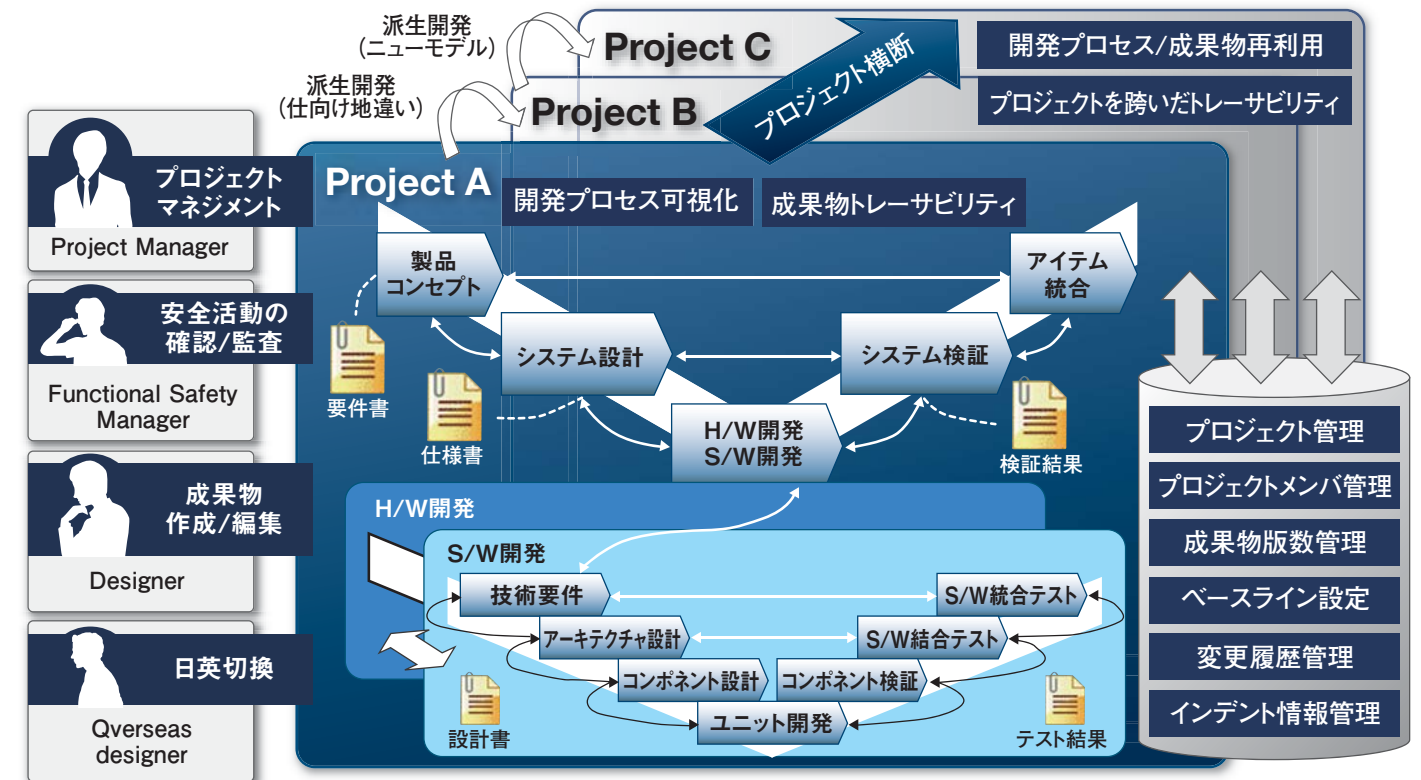 派生開発
(ニューモデル)
Project C
開発プロセス/成果物再利用
派生開発
(仕向け地違い)
Project B
プロジェクト横断
プロジェクトを跨いだトレーサビリティ
プロジェクト
マネジメント
Project Manager
安全活動の
確認/監査
Functional Safety
Manager
成果物
作成/編集
Designer
日英切換
Qverseas
designer
Project A
開発プロセス可視化
成果物トレーサビリティ
製品
コンセプト
アイテム
統合
システム設計
システム検証
要件書
仕様書
H/W開発
S/W開発
検証結果
H/W開発
S/W開発
技術要件
S/W統合テスト
アーキテクチャ設計
S/W結合テスト
コンポネント設計
コンポネント検証
ユニット開発
設計書
テスト結果
プロジェクト管理
プロジェクトメンバ管理
成果物版数管理
ベースライン設定
変更履歴管理
インデント情報管理